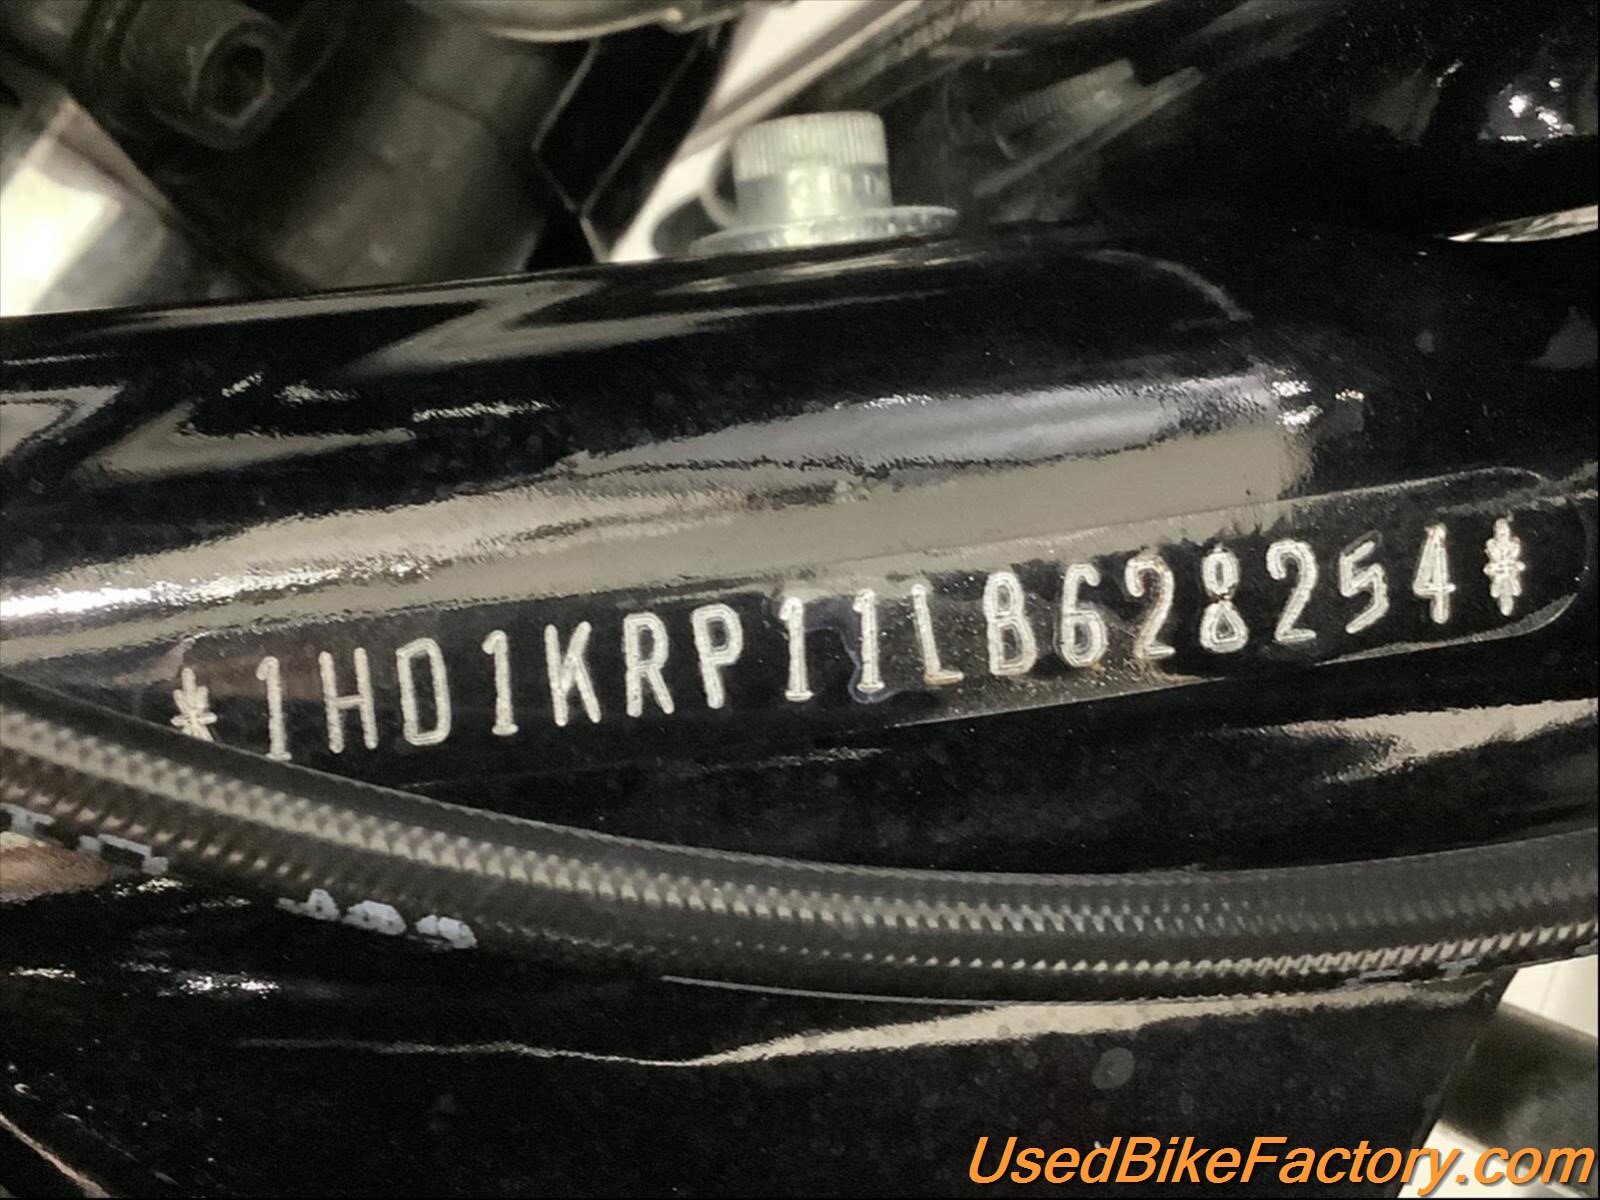 *1HD1KRP11LB628254*
UsedBikeFactory.com